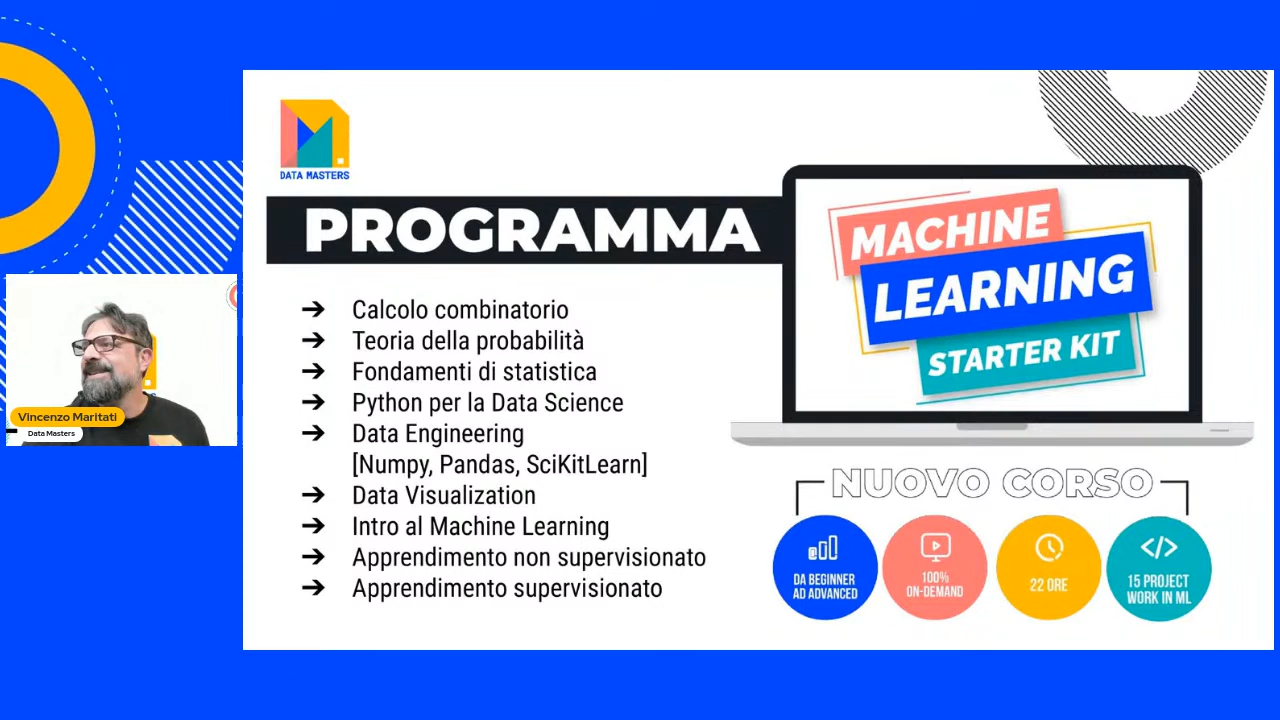 DATA MASTERS
PROGRAMMA
➔ Calcolo combinatorio
➔ Teoria della probabilità
➔ Fondamenti di statistica
➔ Python per la Data Science
➔ Data Engineering
[Numpy, Pandas, SciKitLearn]
➔ Data Visualization
➔ Intro al Machine Learning
➔ Apprendimento non supervisionato
➔ Apprendimento supervisionato
MACHINE
LEARNING
STARTER KIT
NUOVO CORSO
DA BEGINNER
AD ADVANCED
100%
ON-DEMAND
22 ORE
</>
15 PROJECT
WORK IN ML
Vincenzo Maritati
Data Masters